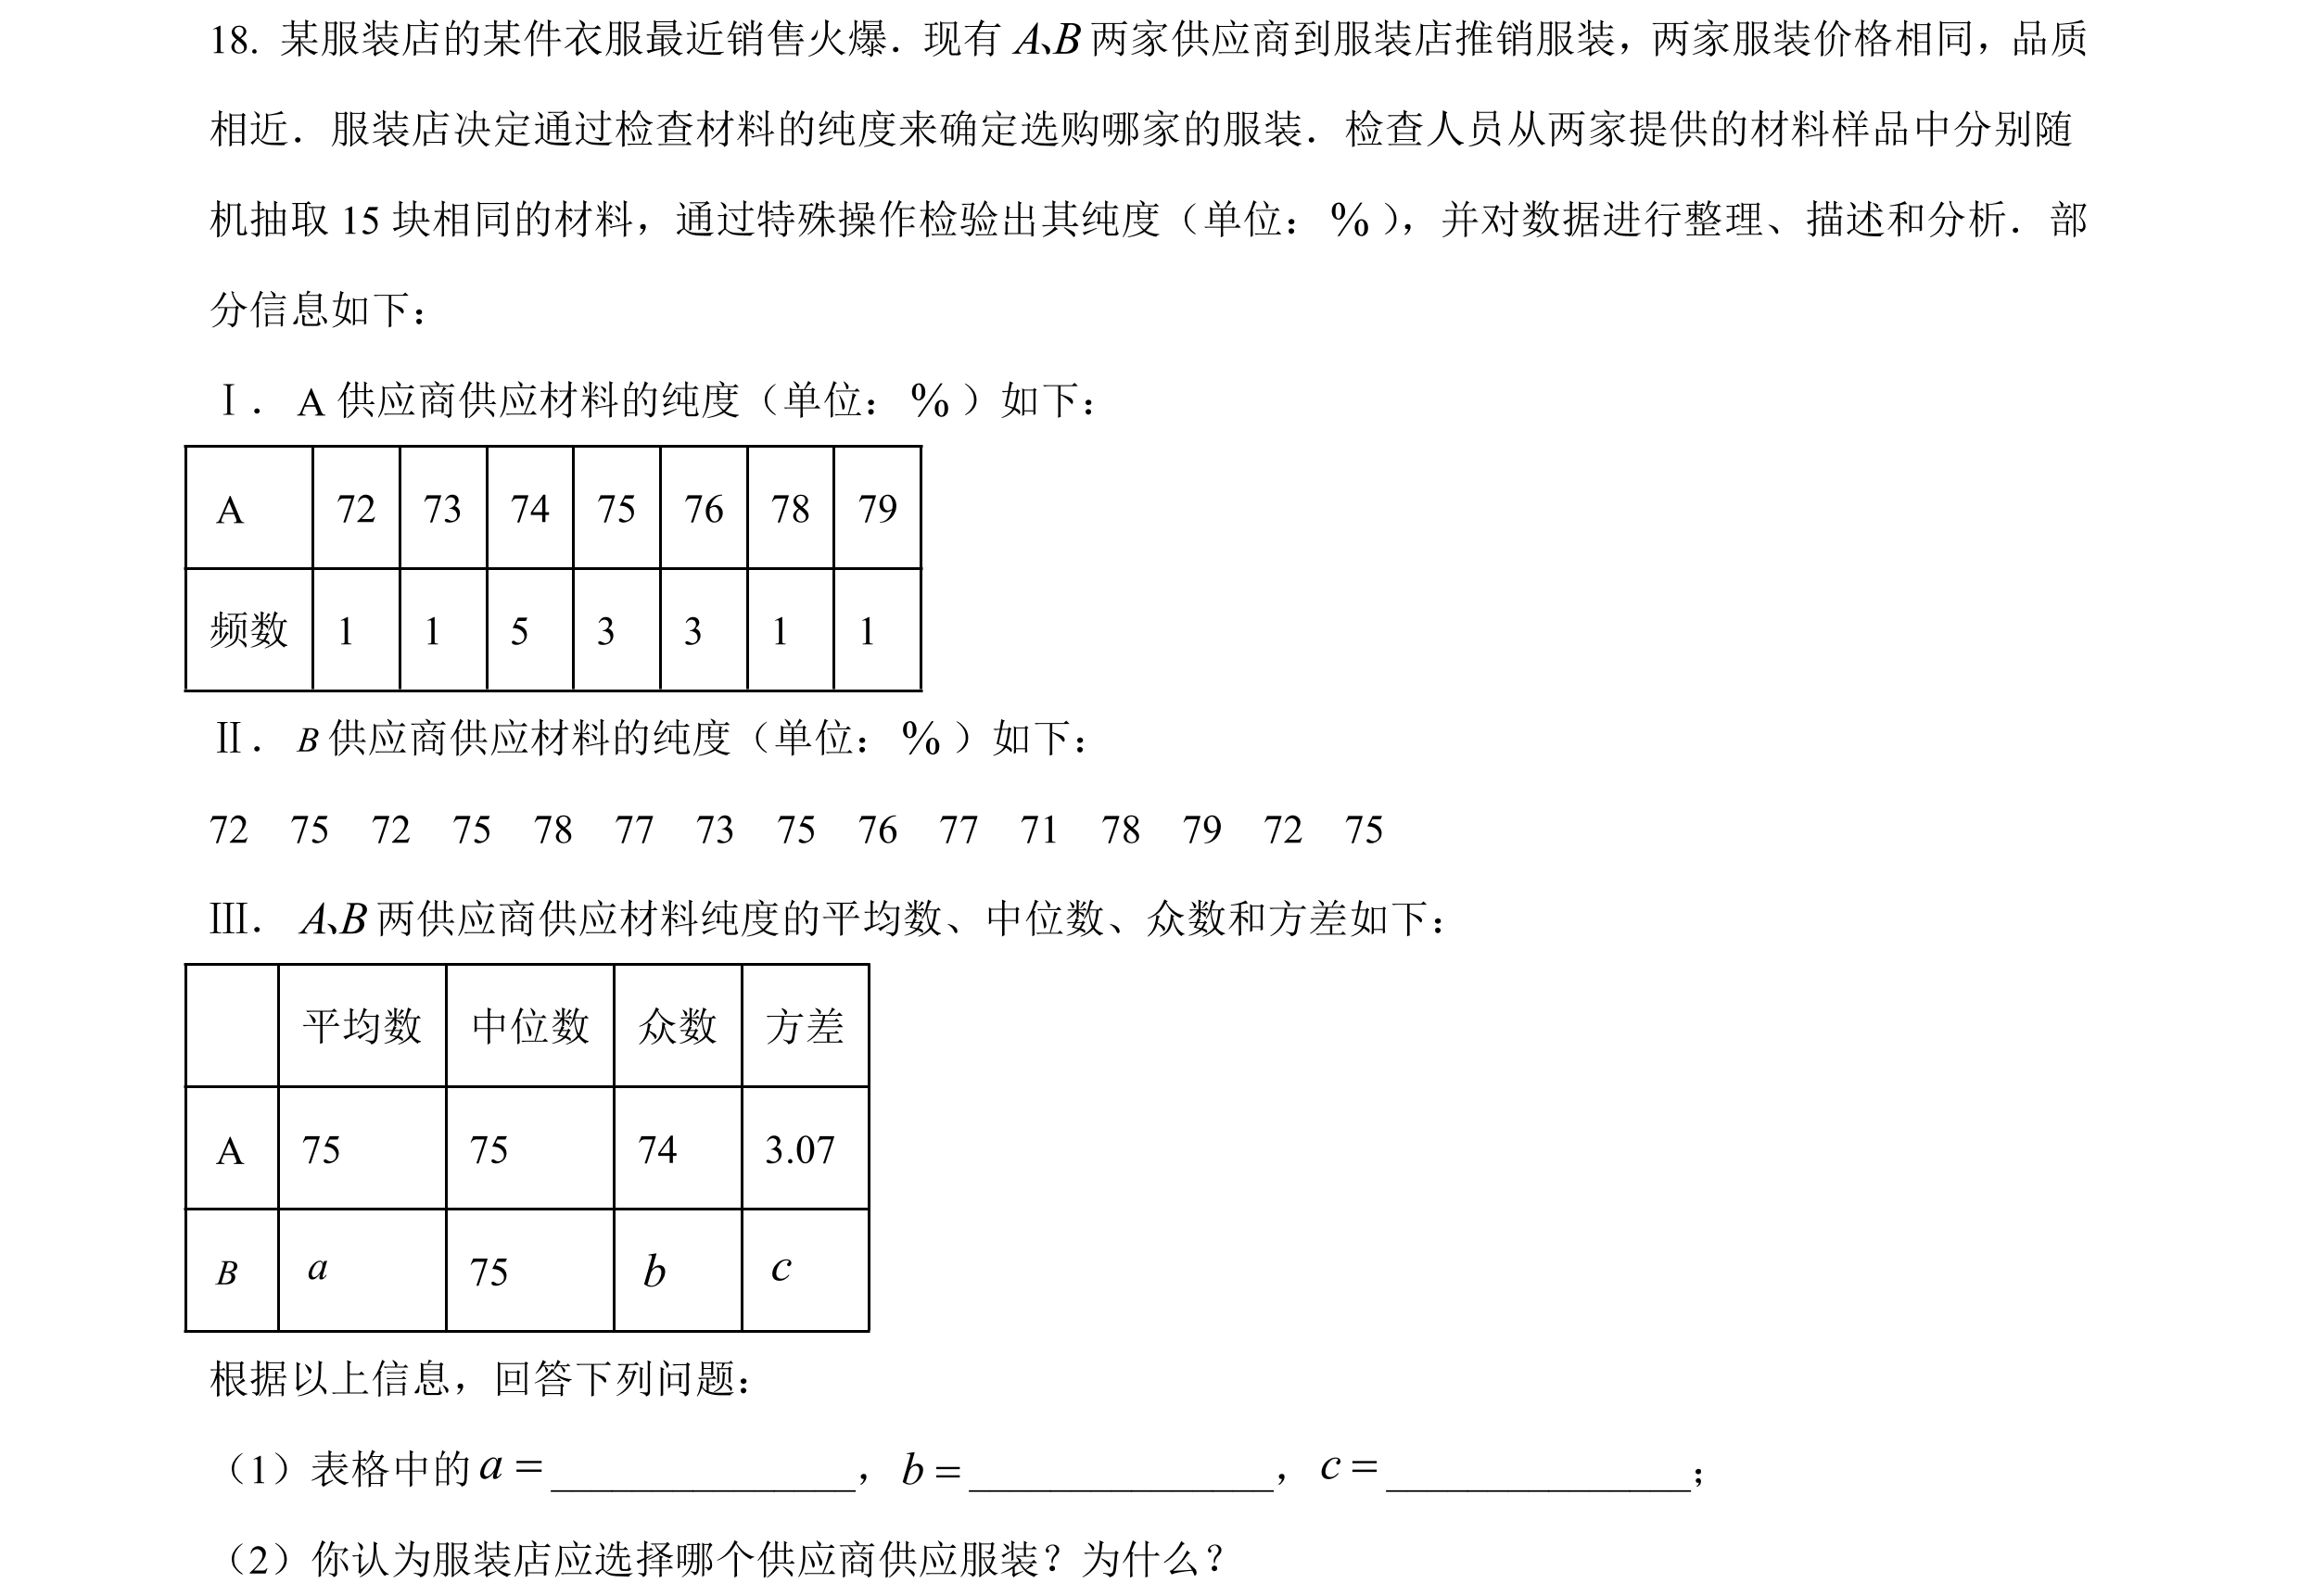 18. 某服装店的某件衣服最近销售火爆．现有 A、B 两家供应商到服装店推销服装，两家服装价格相同，品质
相近．服装店决定通过检查材料的纯度来确定选购哪家的服装．检查人员从两家提供的材料样品中分别随
机抽取 15 块相同的材料，通过特殊操作检验出其纯度（单位：%），并对数据进行整理、描述和分析．部
分信息如下：
Ⅰ．A 供应商供应材料的纯度（单位：%）如下：
A 72 73 74 75 76 78 79
频数 1 1 5 3 3 1 1
Ⅱ．B 供应商供应材料的纯度（单位：%）如下：
72 75 72 75 78 77 73 75 76 77 71 78 79 72 75
Ⅲ．A、B 两供应商供应材料纯度的平均数、中位数、众数和方差如下：
平均数 中位数 众数 方差
A 75 75 74 3.07
B a 75 b c
根据以上信息，回答下列问题：
（1）表格中的 a = _______________，b = _______________，c = _______________；
（2）你认为服装店应选择哪个供应商供应服装？为什么？